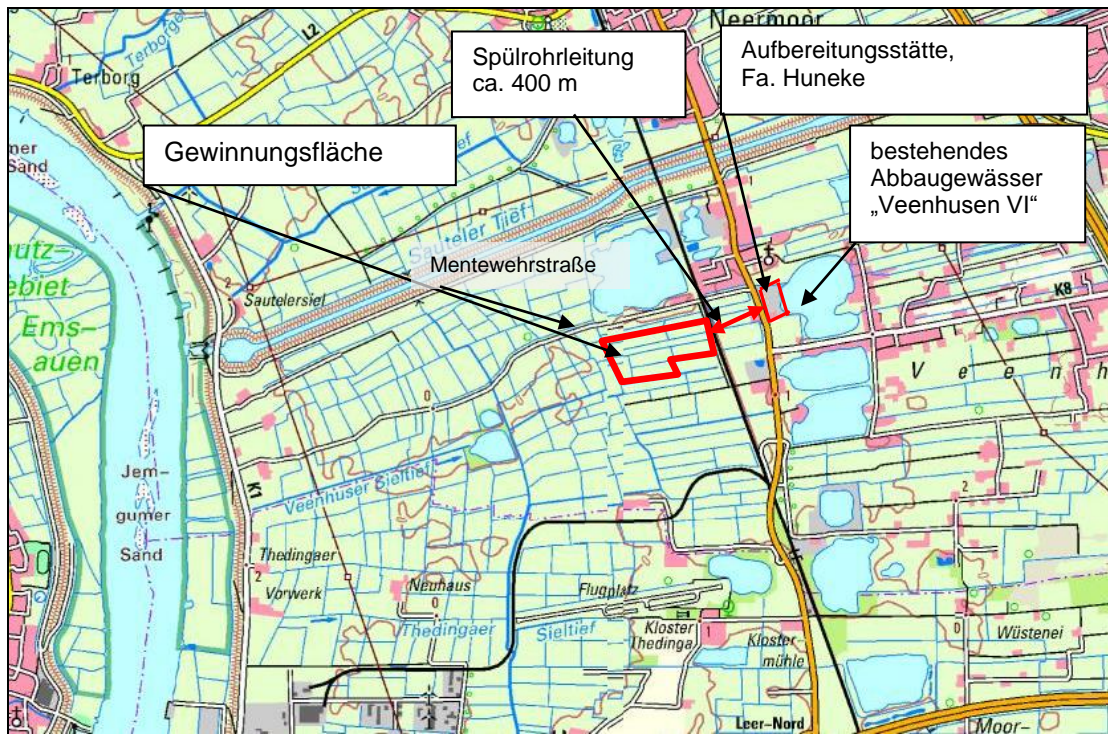 Neermoor
Spülrohrleitung
ca. 400 m
Aufbereitungsstätte,
Fa. Huneke
L2
Terborg
Gewinnungsfläche
bestehendes
Abbaugewässer
„Veenhusen VI“
Sand
Sauteler Tief
Mentewehrstraße
Sautelersiel
K8
Ems-
auen
Veenh
Jem-
gumer
Sand
K1
Veenhuser Sieltief
Thedingaer
Vorwerk
Neuhaus
Flugplatz
Thedingaer Sieltief
Kloster
Thedinga
Kloster-
mühle
Wüstenei
Leer-Nord
Moor-